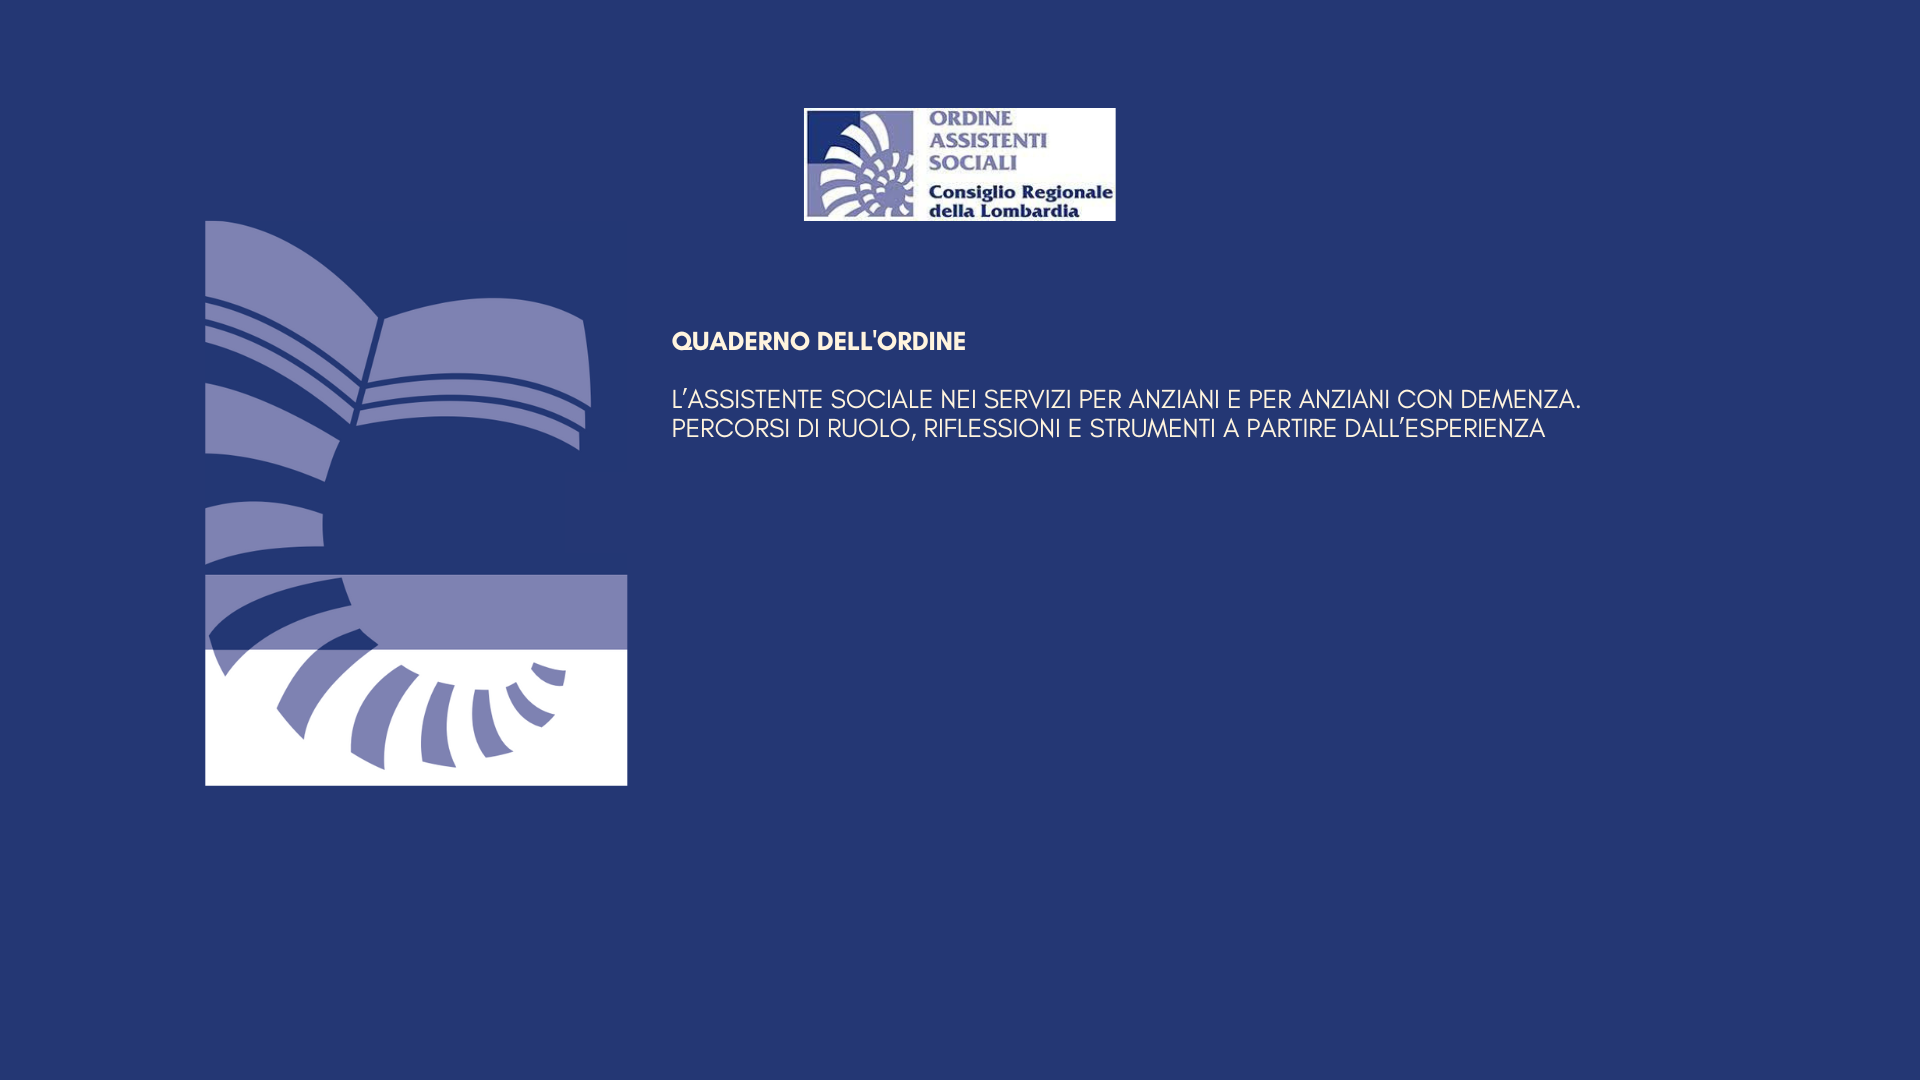 ORDINE
ASSISTENTI
SOCIALI
Consiglio Regionale
della Lombardia
QUADERNO DELL'ORDINE
L’ASSISTENTE SOCIALE NEI SERVIZI PER ANZIANI E PER ANZIANI CON DEMENZA.
PERCORSI DI RUOLO, RIFLESSIONI E STRUMENTI A PARTIRE DALL’ESPERIENZA